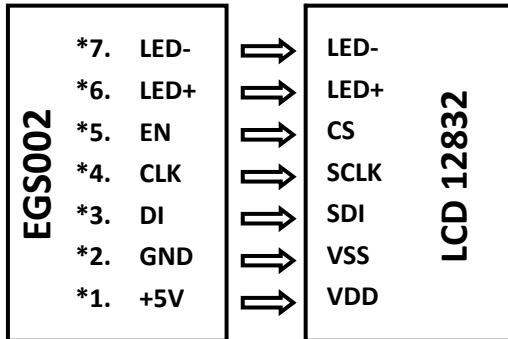 EGS002
*7. LED-
*6. LED+
*5. EN
*4. CLK
*3. DI
*2. GND
*1. +5V
LED-
LED+
CS
SCLK
SDI
VSS
VDD
LCD 12832